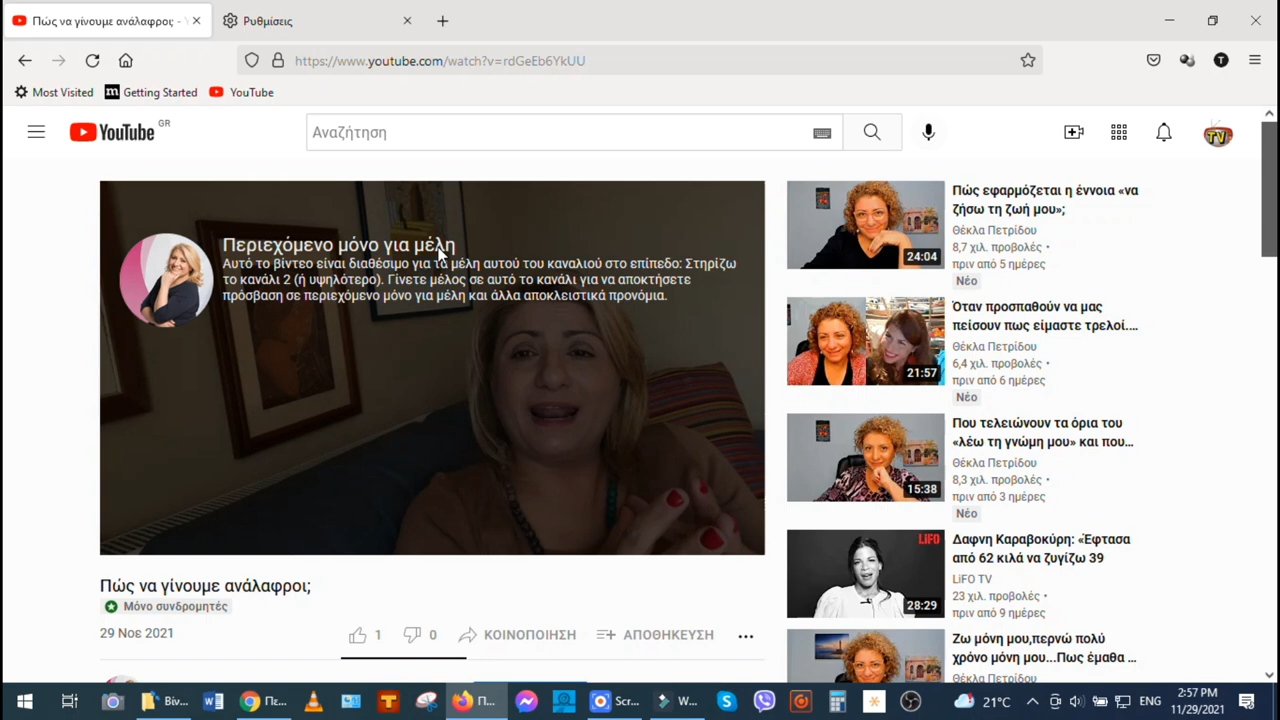 Πώς να γίνουμε ανάλαφροι; -
Ρυθμίσεις
https://www.youtube.com/watch?v=rdGeEb6YkUU
T
Most Visited
Getting Started
YouTube
YouTube GR
Αναζήτηση
TV
Περιεχόμενο μόνο για μέλη
Αυτό το βίντεο είναι διαθέσιμο για τα μέλη αυτού του καναλιού στο επίπεδο: Στηρίζω
το κανάλι 2 (ή υψηλότερο). Γίνετε μέλος σε αυτό το κανάλι για να αποκτήσετε
πρόσβαση σε περιεχόμενο μόνο για μέλη και άλλα αποκλειστικά προνόμια.
Πώς να γίνουμε ανάλαφροι;
Μόνο συνδρομητές
29 Νοε 2021
1
0
ΚΟΙΝΟΠΟΙΗΣΗ
ΑΠΟΘΗΚΕΥΣΗ
24:04
Πώς εφαρμόζεται η έννοια «να
ζήσω τη ζωή μου»;
Θέκλα Πετρίδου
8,7 χιλ. προβολές •
πριν από 5 ημέρες
Νέο
21:57
Όταν προσπαθούν να μας
πείσουν πως είμαστε τρελοί....
Θέκλα Πετρίδου
6,4 χιλ. προβολές •
πριν από 6 ημέρες
Νέο
15:38
Που τελειώνουν τα όρια του
«λέω τη γνώμη μου» και που...
Θέκλα Πετρίδου
8,3 χιλ. προβολές •
πριν από 3 ημέρες
Νέο
LiFO
28:29
Δαφνη Καραβοκύρη: «Έφτασα
από 62 κιλά να ζυγίζω 39
LiFO TV
23 χιλ. προβολές •
πριν από 9 ημέρες
Ζω μόνη μου,περνώ πολύ
χρόνο μόνη μου...Πως έμαθα ...
Θέκλα Πετρίδου
Βίν...
Πε...
Π...
Scr...
W...
21°C
ENG
2:57 PM
11/29/2021